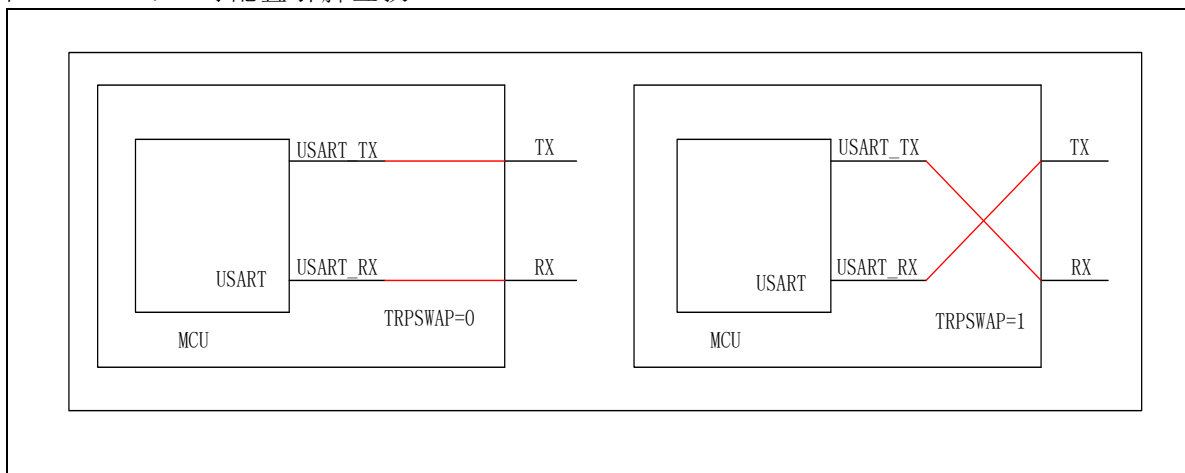 USART_TX
TX
USART_RX
RX
USART
TRPSWAP=0
MCU
USART_TX
TX
USART_RX
RX
USART
TRPSWAP=1
MCU